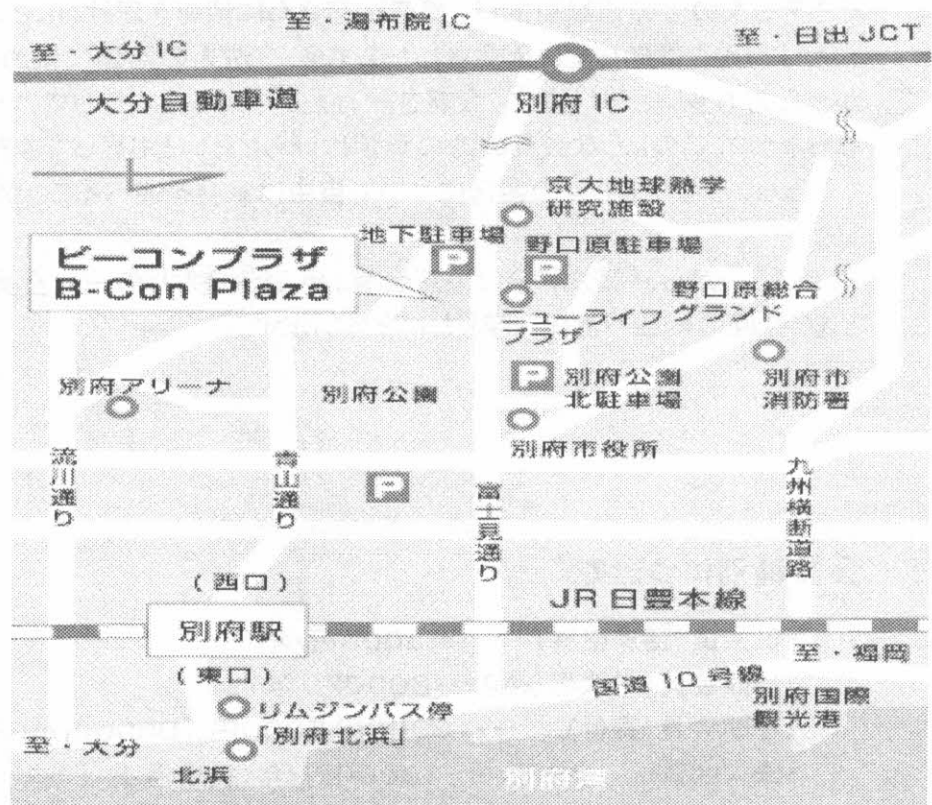 至・湯布院 IC
至・大分 IC
至・日出 JCT
大分自動車道
別府 IC
京大地球熱学
研究施設
地下駐車場
P
野口原駐車場
P
ビーコンプラザ
B-Con Plaza
野口原総合
グランド
ニューライフ
プラザ
P
別府公園
北駐車場
別府市
消防署
別府アリーナ
別府公園
別府市役所
流川通り
青山通り
P
富士見通り
九州横断道路
(西口)
JR 日豊本線
別府駅
至・福岡
(東口)
国道 10 号線
別府国際
観光港
リムジンバス停
「別府北浜」
至・大分
北浜
別府湾